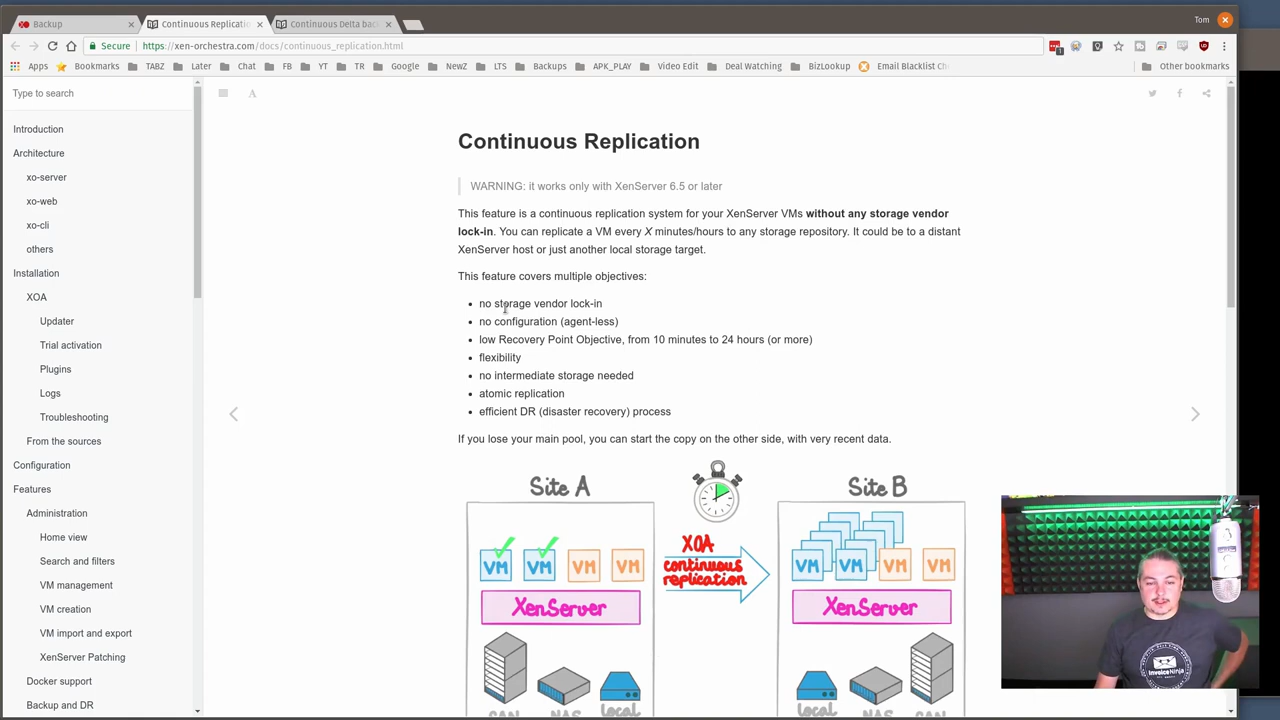 Backup
Continuous Replicatio
Continuous Delta bac
Tom
Secure
https://xen-orchestra.com/docs/continuous_replication.html
Apps
Bookmarks
TABZ
Later
Chat
FB
YT
TR
Google
NewZ
LTS
Backups
APK_PLAY
Video Edit
Deal Watching
BizLookup
Email Blacklist Ch
Other bookmarks
Type to search
A
Introduction
Architecture
xo-server
xo-web
xo-cli
others
Installation
XOA
Updater
Trial activation
Plugins
Logs
Troubleshooting
From the sources
Configuration
Features
Administration
Home view
Search and filters
VM management
VM creation
VM import and export
XenServer Patching
Docker support
Backup and DR
Continuous Replication
WARNING: it works only with XenServer 6.5 or later
This feature is a continuous replication system for your XenServer VMs without any storage vendor
lock-in. You can replicate a VM every X minutes/hours to any storage repository. It could be to a distant
XenServer host or just another local storage target.
This feature covers multiple objectives:
• no storage vendor lock-in
• no configuration (agent-less)
• low Recovery Point Objective, from 10 minutes to 24 hours (or more)
• flexibility
• no intermediate storage needed
• atomic replication
• efficient DR (disaster recovery) process
If you lose your main pool, you can start the copy on the other side, with very recent data.
Site A
Site B
VM VM VM VM
XOA
continuous
replication
VM VM VM VM
XenServer
XenServer
SAN NAS local
local NAS SAN
invoiceninja